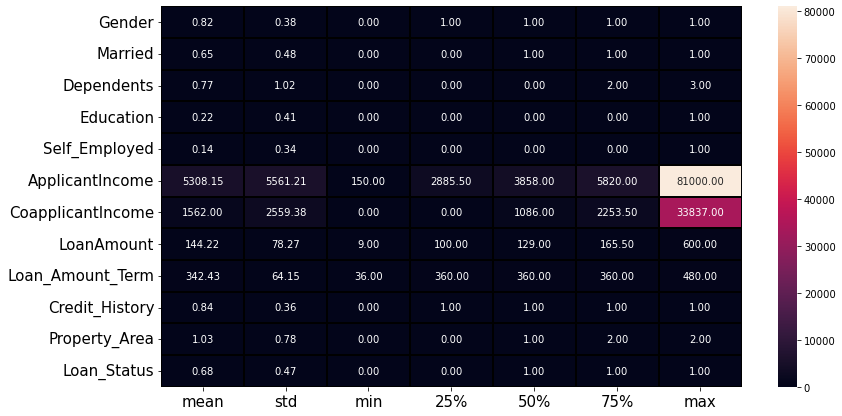 Gender 0.82 0.38 0.00 1.00 1.00 1.00 1.00
Married 0.65 0.48 0.00 0.00 1.00 1.00 1.00
Dependents 0.77 1.02 0.00 0.00 0.00 2.00 3.00
Education 0.22 0.41 0.00 0.00 0.00 0.00 1.00
Self_Employed 0.14 0.34 0.00 0.00 0.00 0.00 1.00
ApplicantIncome 5308.15 5561.21 150.00 2885.50 3858.00 5820.00 81000.00
CoapplicantIncome 1562.00 2559.38 0.00 0.00 1086.00 2253.50 33837.00
LoanAmount 144.22 78.27 9.00 100.00 129.00 165.50 600.00
Loan_Amount_Term 342.43 64.15 36.00 360.00 360.00 360.00 480.00
Credit_History 0.84 0.36 0.00 1.00 1.00 1.00 1.00
Property_Area 1.03 0.78 0.00 0.00 1.00 2.00 2.00
Loan_Status 0.68 0.47 0.00 0.00 1.00 1.00 1.00
mean std min 25% 50% 75% max
80000
70000
60000
50000
40000
30000
20000
10000
0